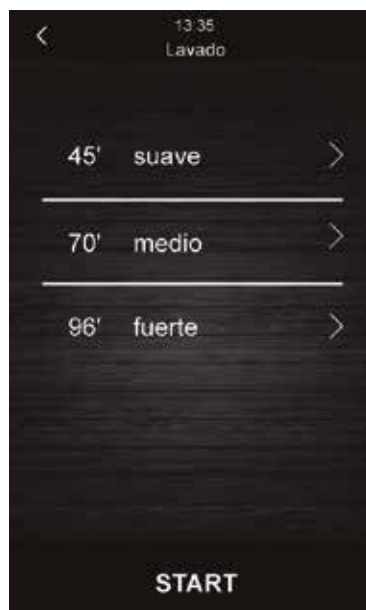 13:35
Lavado
45' suave
70' medio
96' fuerte
START